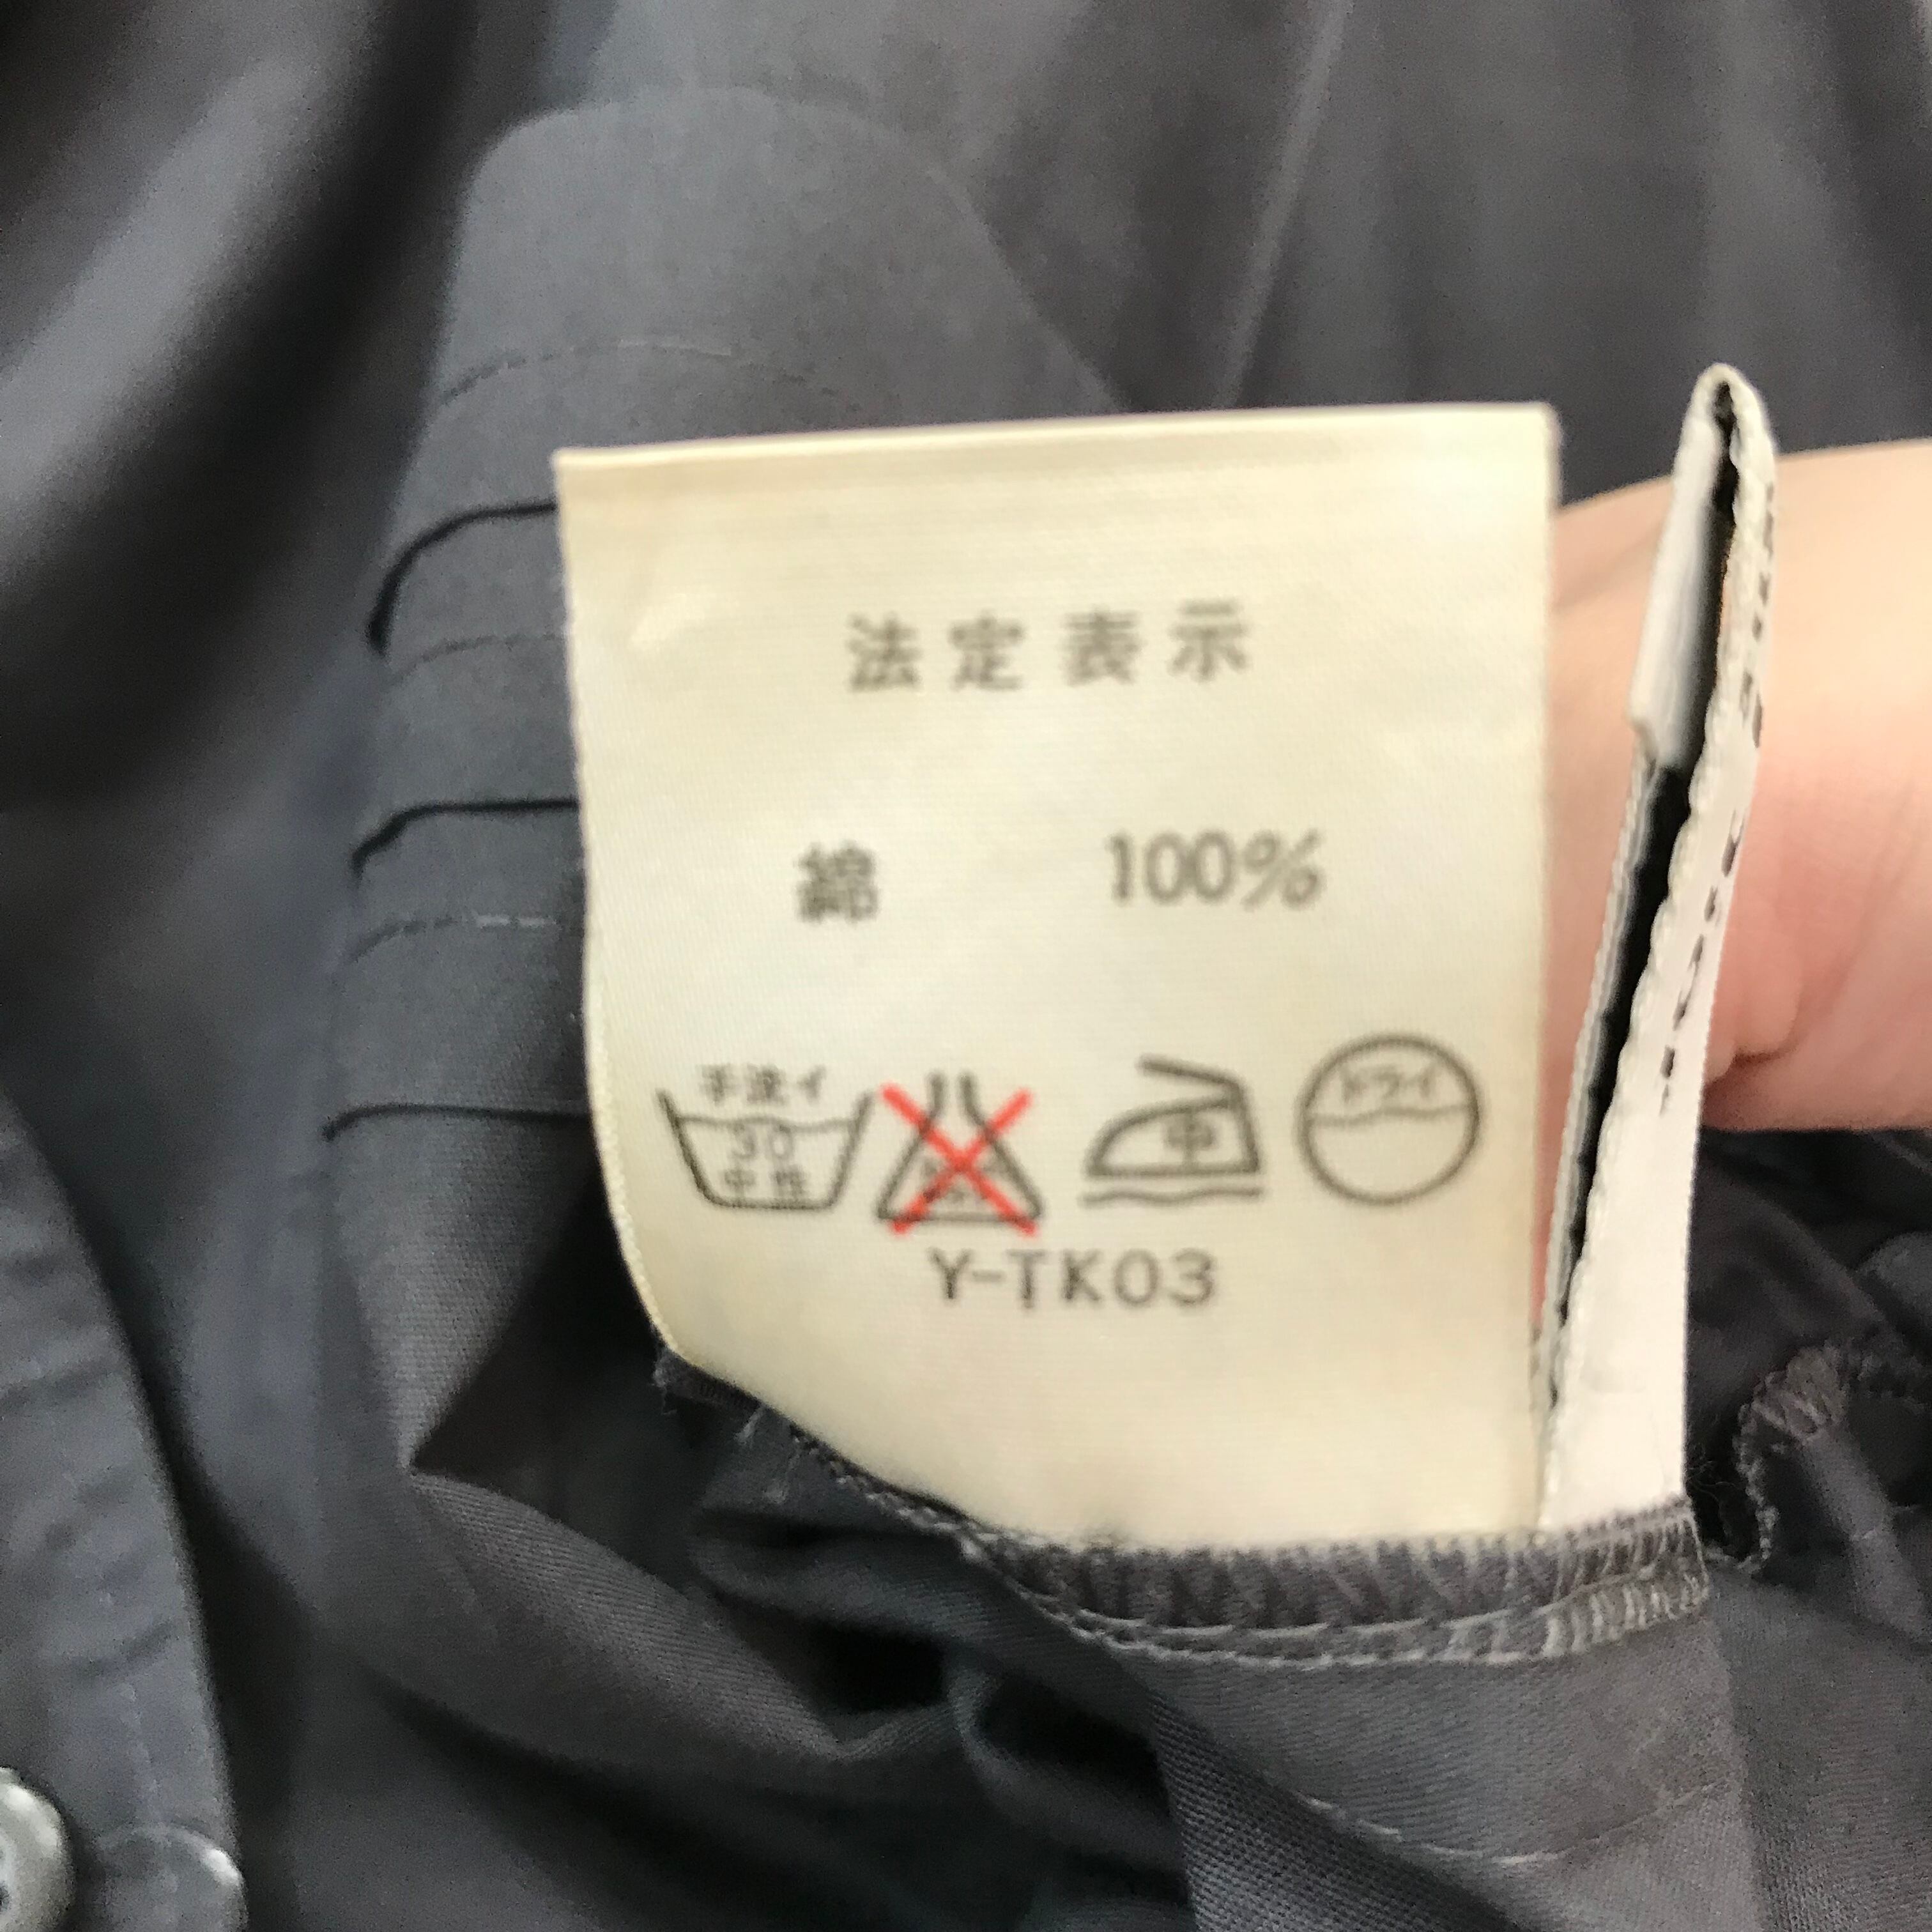 法定表示
綿 100%
手洗イ
30
中性
中
ドライ
Y-TK03